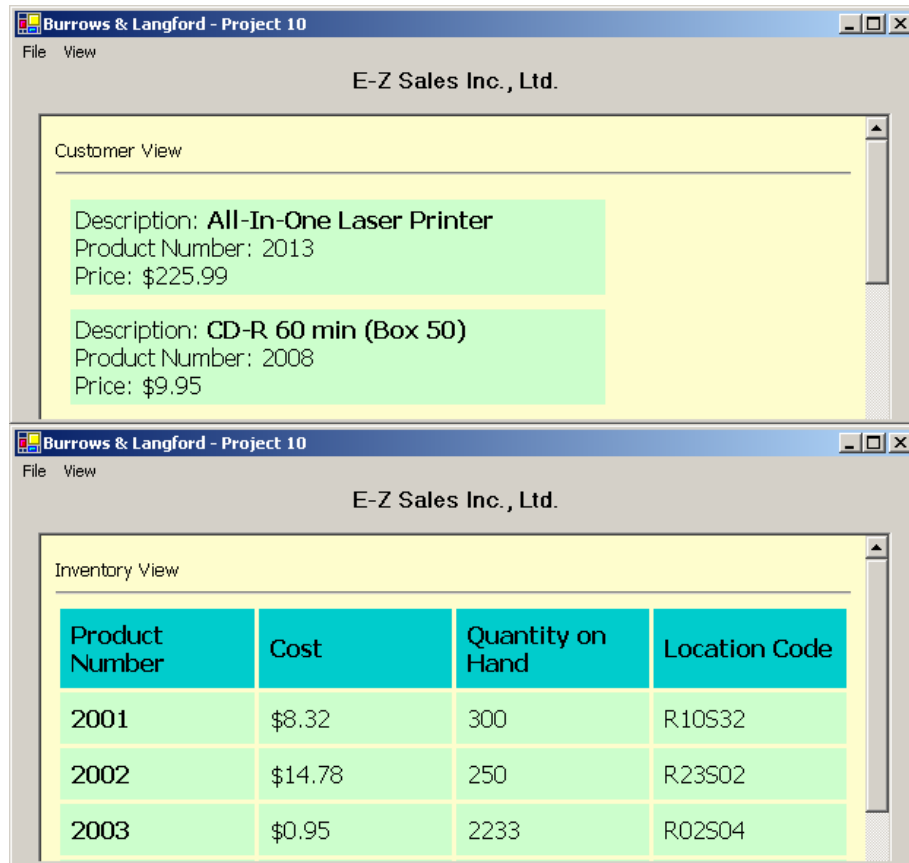 Burrows & Langford - Project 10
File View
E-Z Sales Inc., Ltd.
Customer View
Description: All-In-One Laser Printer
Product Number: 2013
Price: $225.99
Description: CD-R 60 min (Box 50)
Product Number: 2008
Price: $9.95
Burrows & Langford - Project 10
File View
E-Z Sales Inc., Ltd.
Inventory View
Product Number Cost Quantity on Hand Location Code
2001 $8.32 300 R10S32
2002 $14.78 250 R23S02
2003 $0.95 2233 R02S04